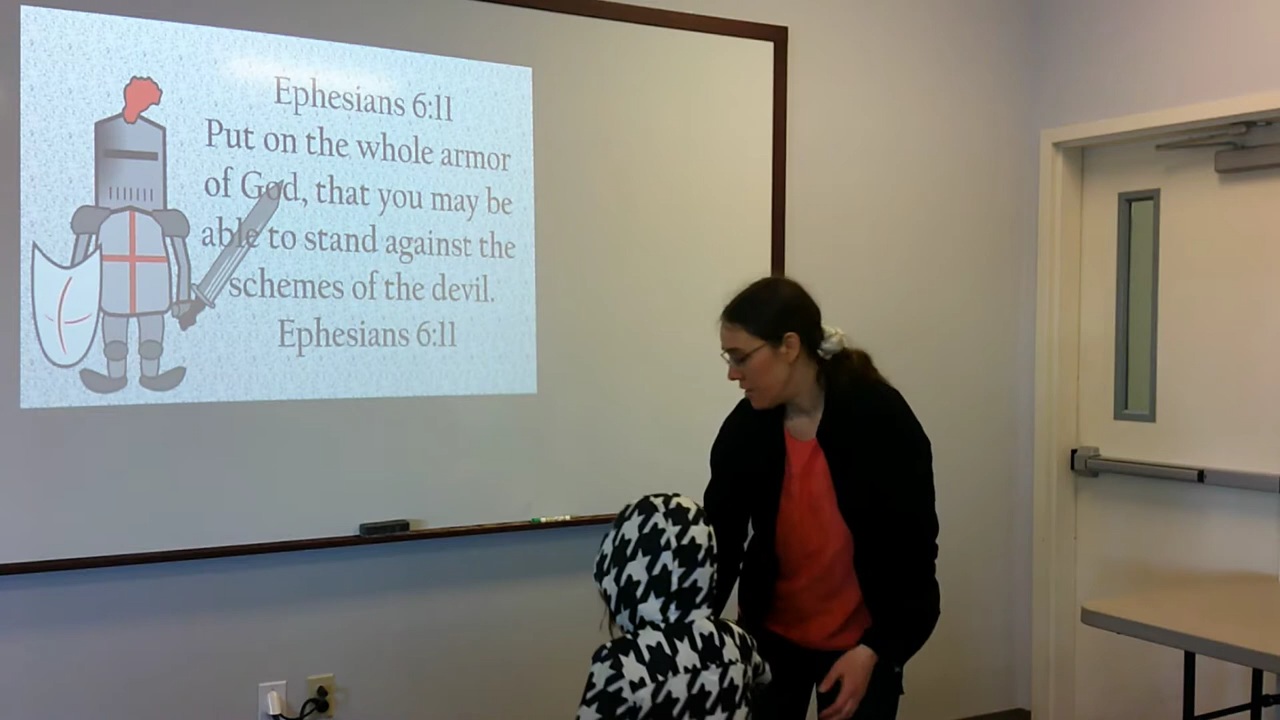 Ephesians 6:11
Put on the whole armor
of God, that you may be
able to stand against the
schemes of the devil.
Ephesians 6:11